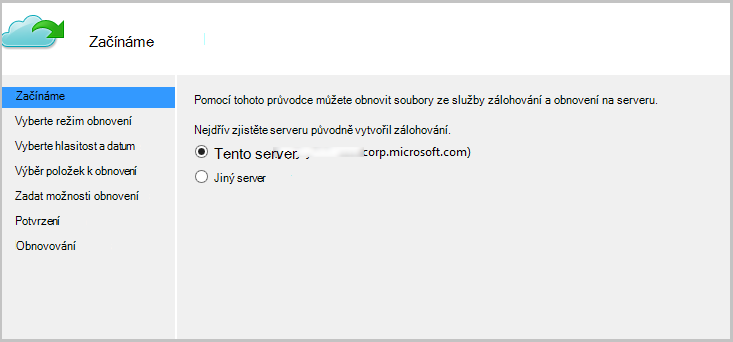 Začínáme
Začínáme
Vyberte režim obnovení
Vyberte hlasitost a datum
Výběr položek k obnovení
Zadat možnosti obnovení
Potvrzení
Obnovování
Pomocí tohoto průvodce můžete obnovit soubory ze služby zálohování a obnovení na serveru.
Nejdřív zjistěte serveru původně vytvořil zálohování.
Tento server. corp.microsoft.com)
Jiný server